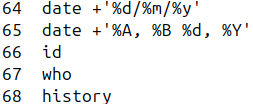 64 date +'%d/%m/%y'
65 date +'%A, %B %d, %Y'
66 id
67 who
68 history